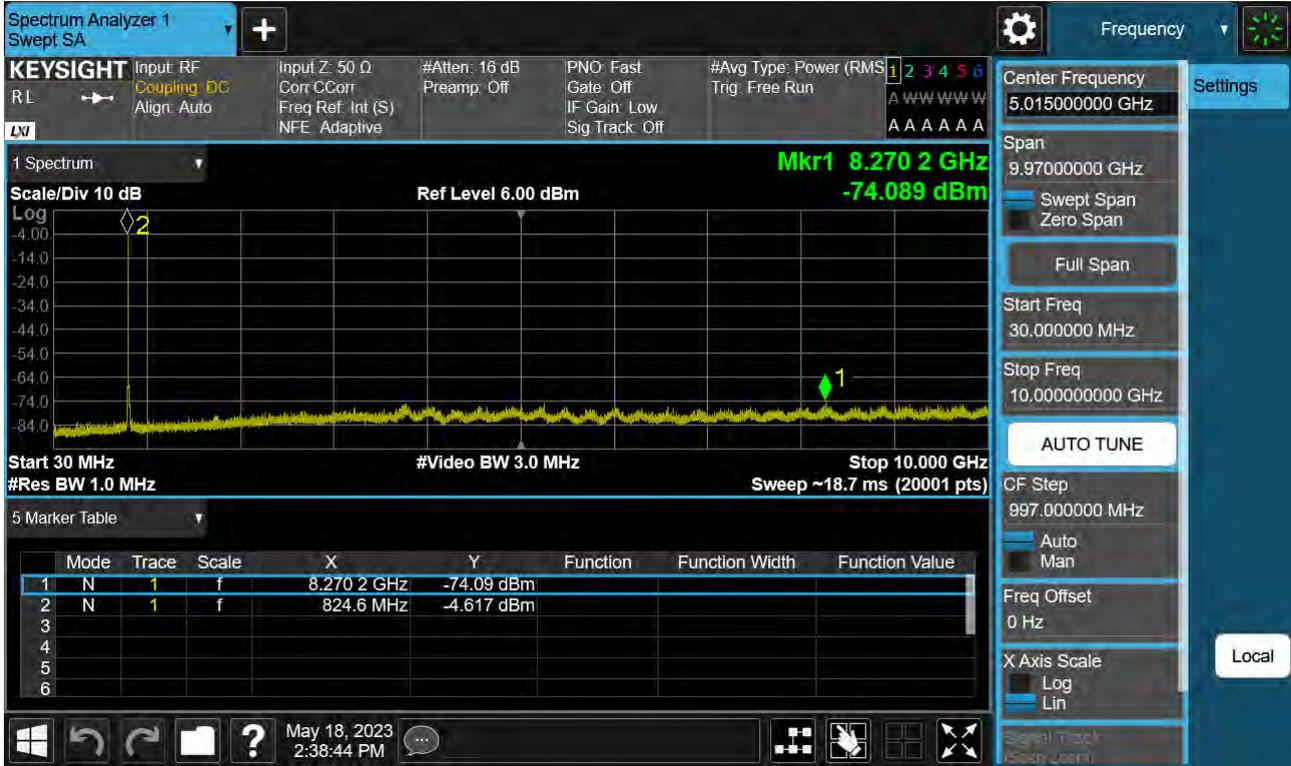 Spectrum Analyzer 1
Swept SA
Frequency
KEYSIGHT
RL
LXI
Input: RF
Coupling: DC
Align: Auto
Input Z: 50 Ω
Corr CCorr
Freq Ref: Int (S)
NFE: Adaptive
#Atten: 16 dB
Preamp: Off
PNO: Fast
Gate: Off
IF Gain: Low
Sig Track: Off
#Avg Type: Power (RMS
Trig: Free Run
1 2 3 4 5 6
A W W W W W
A A A A A A
1 Spectrum
Mkr1 8.270 2 GHz
Scale/Div 10 dB
Ref Level 6.00 dBm
-74.089 dBm
Log
2
-4.00
-14.0
-24.0
-34.0
-44.0
-54.0
-64.0
1
-74.0
-84.0
Start 30 MHz
#Video BW 3.0 MHz
Stop 10.000 GHz
#Res BW 1.0 MHz
Sweep ~18.7 ms (20001 pts)
5 Marker Table
Mode Trace Scale X Y Function Function Width Function Value
1 N 1 f 8.270 2 GHz -74.09 dBm
2 N 1 f 824.6 MHz -4.617 dBm
3
4
5
6
May 18, 2023
2:38:44 PM
Center Frequency
5.015000000 GHz
Settings
Span
9.97000000 GHz
Swept Span
Zero Span
Full Span
Start Freq
30.000000 MHz
Stop Freq
10.000000000 GHz
AUTO TUNE
CF Step
997.000000 MHz
Auto
Man
Freq Offset
0 Hz
X Axis Scale
Log
Lin
Local
Signal Track
(Span Zoom)